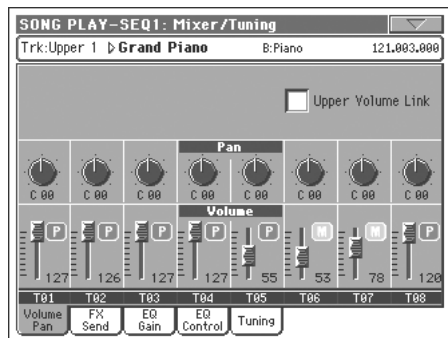 SONG PLAY-SEQ1: Mixer/Tuning
Trk:Upper 1 Grand Piano B:Piano 121.003.000
Upper Volume Link
Pan
C 00 C 00 C 00 C 00 C 00 C 00 C 00 C 00
Volume
P P P P P M M P
127 126 127 127 55 53 78 120
T01 T02 T03 T04 T05 T06 T07 T08
Volume Pan FX Send EQ Gain EQ Control Tuning